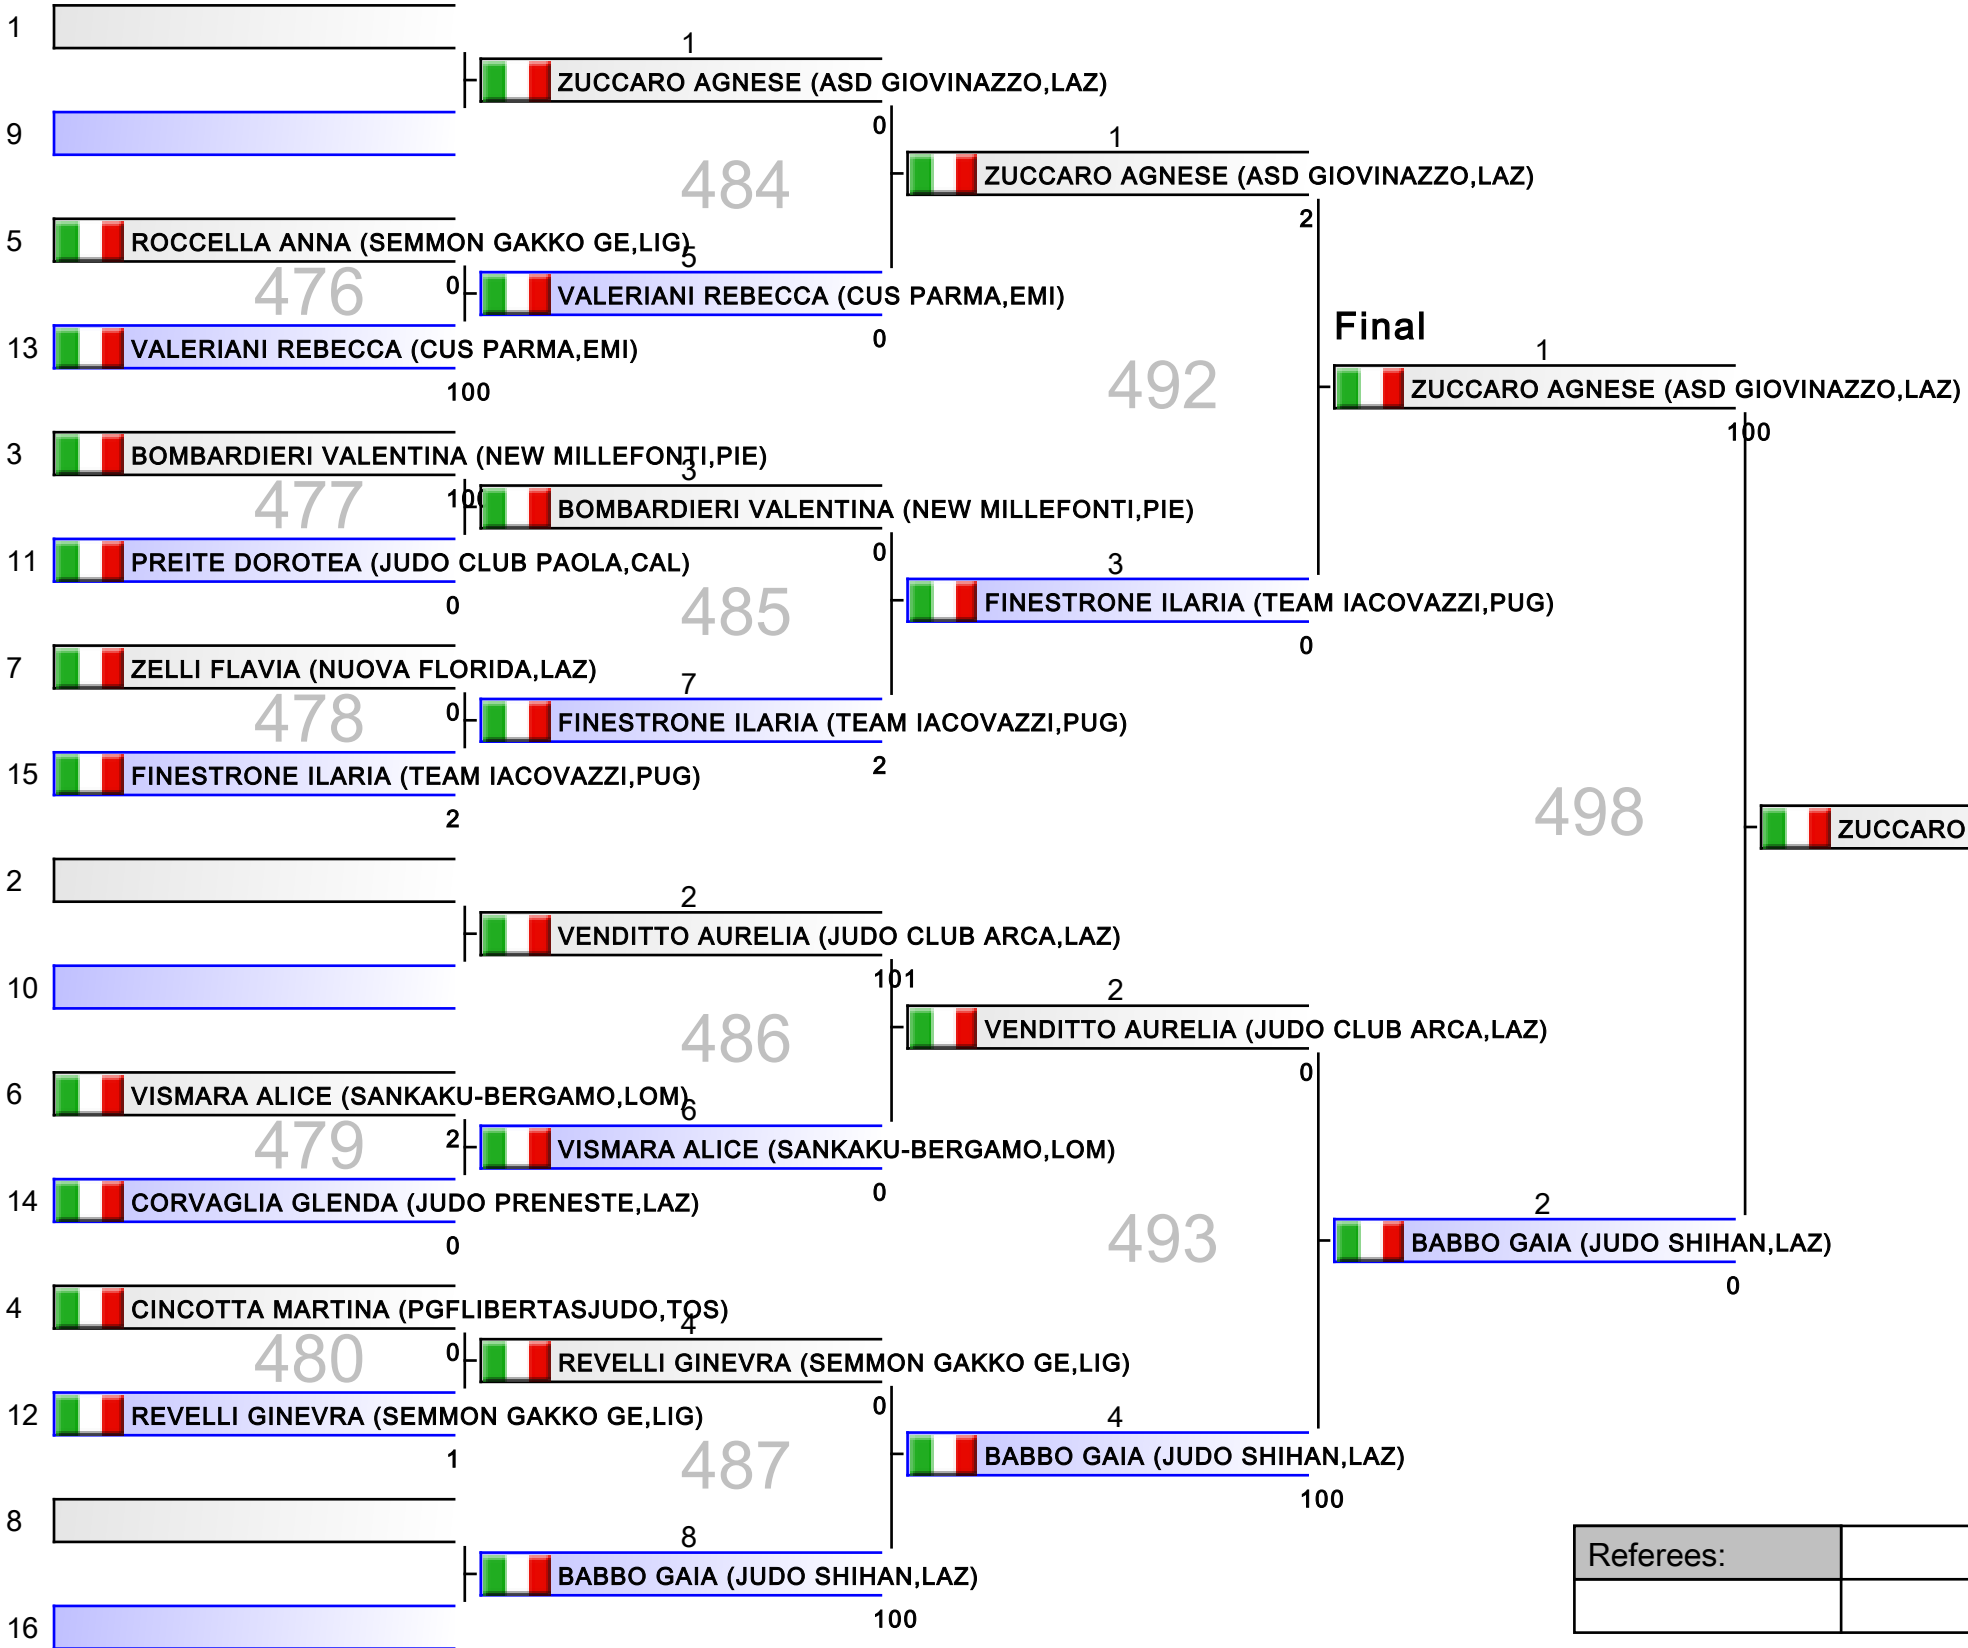 1
1
ZUCCARO AGNESE (ASD GIOVINAZZO,LAZ)
0
9
1
484
ZUCCARO AGNESE (ASD GIOVINAZZO,LAZ)
2
5
ROCCELLA ANNA (SEMMON GAKKO GE,LIG)
5
476
0
VALERIANI REBECCA (CUS PARMA,EMI)
0
Final
13
VALERIANI REBECCA (CUS PARMA,EMI)
1
100
492
ZUCCARO AGNESE (ASD GIOVINAZZO,LAZ)
100
3
BOMBARDIERI VALENTINA (NEW MILLEFONTI,PIE)
3
477
100
BOMBARDIERI VALENTINA (NEW MILLEFONTI,PIE)
0
11
PREITE DOROTEA (JUDO CLUB PAOLA,CAL)
3
0
485
FINESTRONE ILARIA (TEAM IACOVAZZI,PUG)
0
7
ZELLI FLAVIA (NUOVA FLORIDA,LAZ)
7
478
0
FINESTRONE ILARIA (TEAM IACOVAZZI,PUG)
2
15
FINESTRONE ILARIA (TEAM IACOVAZZI,PUG)
2
498
ZUCCARO
2
2
VENDITTO AURELIA (JUDO CLUB ARCA,LAZ)
101
10
2
486
VENDITTO AURELIA (JUDO CLUB ARCA,LAZ)
0
6
VISMARA ALICE (SANKAKU-BERGAMO,LOM)
6
479
2
VISMARA ALICE (SANKAKU-BERGAMO,LOM)
0
14
CORVAGLIA GLENDA (JUDO PRENESTE,LAZ)
2
0
493
BABBO GAIA (JUDO SHIHAN,LAZ)
0
4
CINCOTTA MARTINA (PGFLIBERTASJUDO,TOS)
4
480
0
REVELLI GINEVRA (SEMMON GAKKO GE,LIG)
0
12
REVELLI GINEVRA (SEMMON GAKKO GE,LIG)
4
1
487
BABBO GAIA (JUDO SHIHAN,LAZ)
100
8
8
BABBO GAIA (JUDO SHIHAN,LAZ)
100
16
Referees: